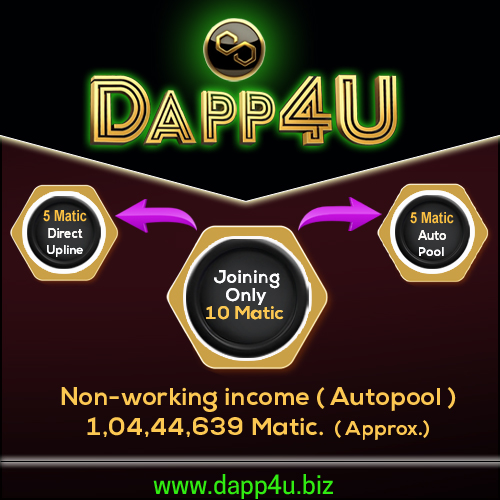 DAPP4U
5 Matic
Direct
Upline
5 Matic
Auto
Pool
Joining
Only
10 Matic
Non-working income ( Autopool )
1,04,44,639 Matic. ( Approx.)
www.dapp4u.biz